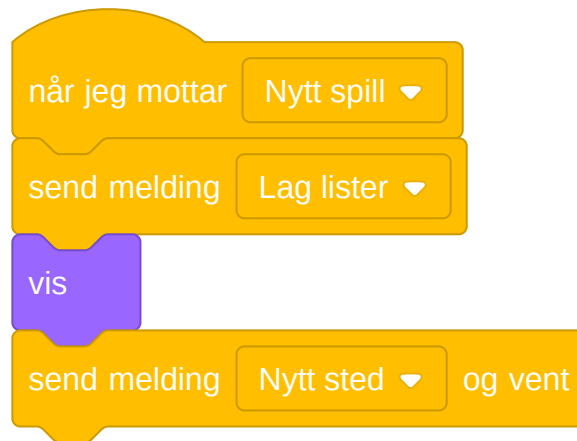 når jeg mottar Nytt spill
send melding Lag lister
vis
send melding Nytt sted og vent